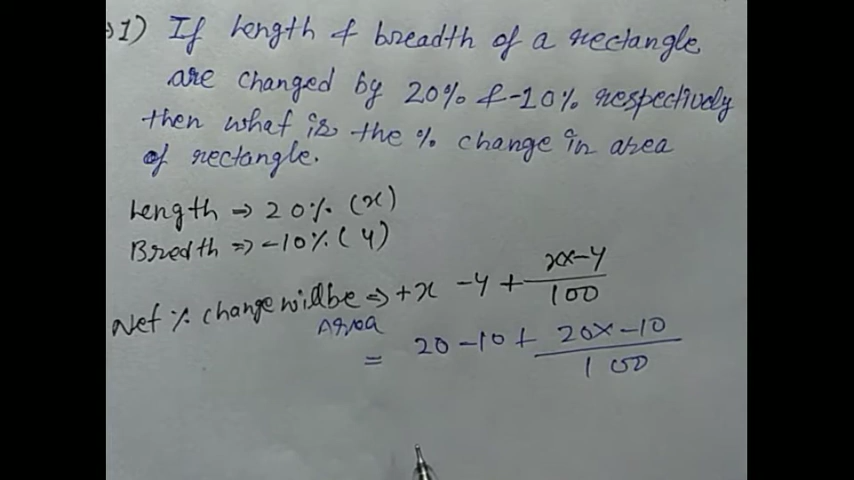 1) If Length & breadth of a rectangle
are changed by 20% & -10% respectively
then what is the % change in area
of rectangle.
Length ⇒ 20% (x)
Bredth ⇒ -10% (y)
Net % change will be ⇒ +x - y + x × - y / 100
Area
= 20 - 10 + 20 × - 10 / 100